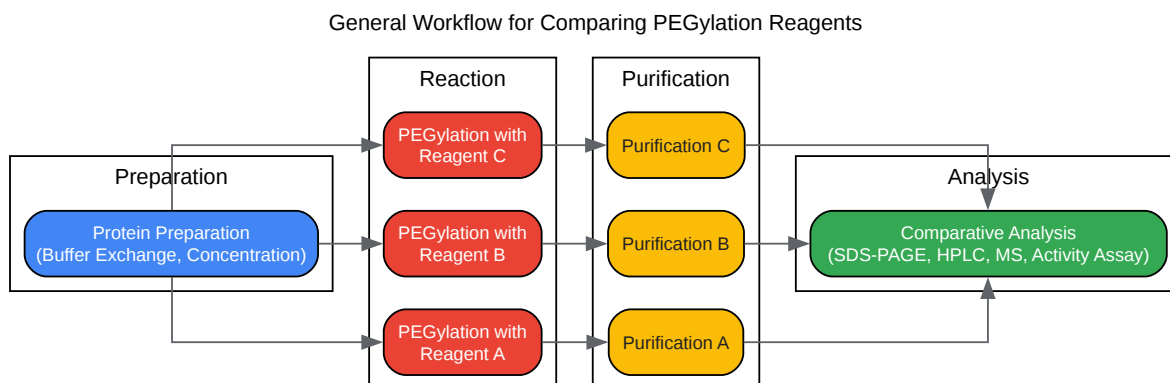 General Workflow for Comparing PEGylation Reagents
Preparation
Protein Preparation
(Buffer Exchange, Concentration)
Reaction
PEGylation with
Reagent C
PEGylation with
Reagent B
PEGylation with
Reagent A
Purification
Purification C
Purification B
Purification A
Analysis
Comparative Analysis
(SDS-PAGE, HPLC, MS, Activity Assay)